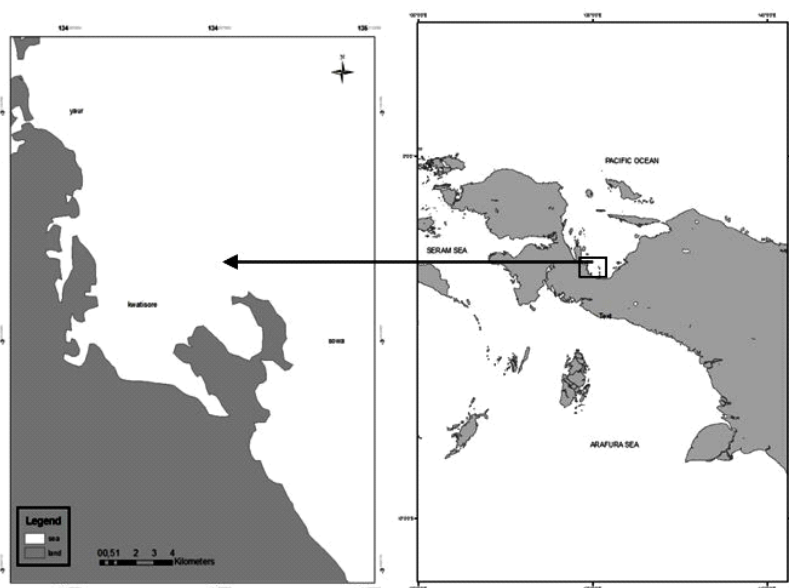 134
134
135
N
yaur
kwatisore
sowa
Legend
sea
land
00,51 2 3 4
Kilometers
PACIFIC OCEAN
SERAM SEA
ARAFURA SEA